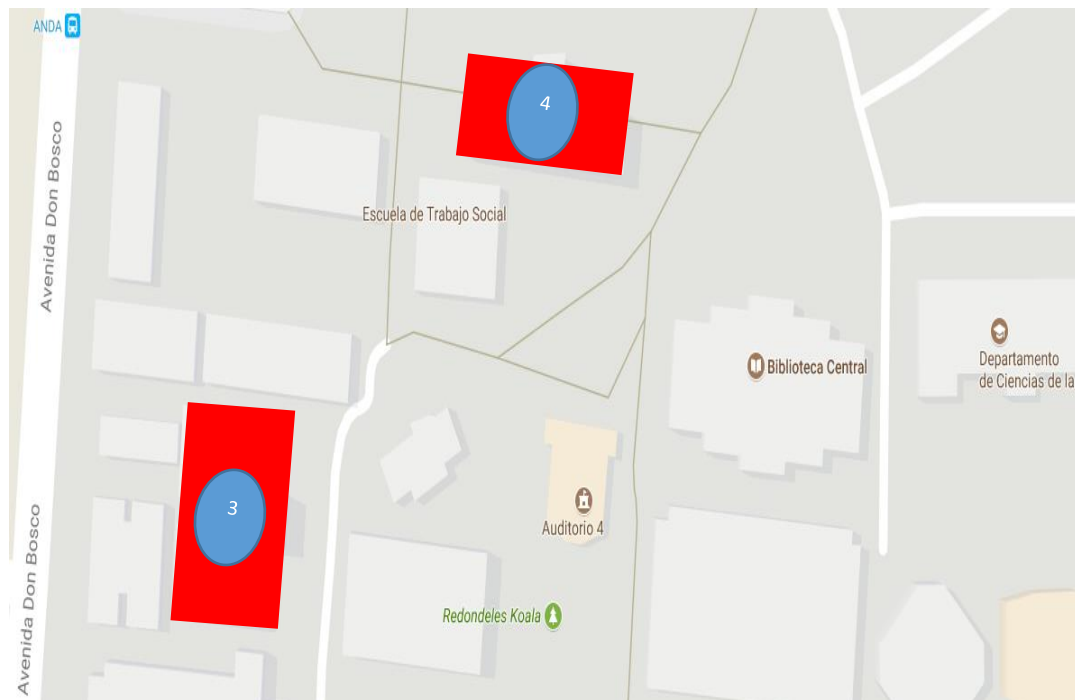 ANDA
4
Avenida Don Bosco
Escuela de Trabajo Social
Departamento
de Ciencias de la
Biblioteca Central
3
Auditorio 4
Avenida Don Bosco
Redondeles Koala